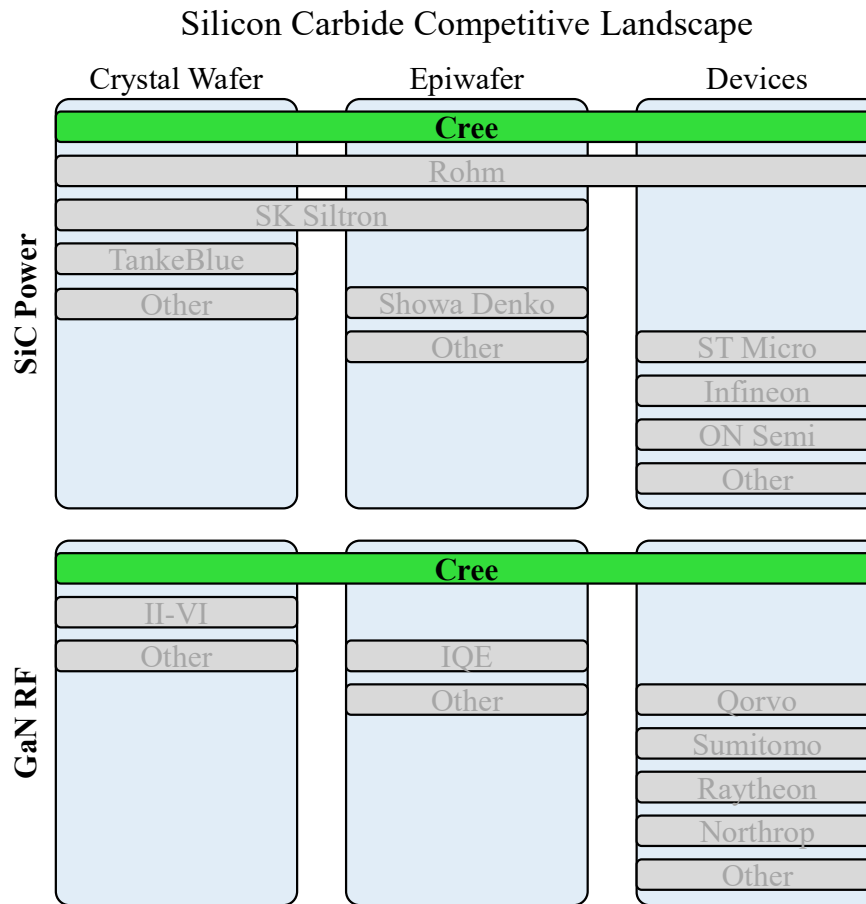 Silicon Carbide Competitive Landscape
Crystal Wafer Epiwafer Devices
SiC Power
Cree
Rohm
SK Siltron
TankeBlue
Other Showa Denko
Other ST Micro
Infineon
ON Semi
Other
GaN RF
Cree
II-VI
Other IQE
Other Qorvo
Sumitomo
Raytheon
Northrop
Other